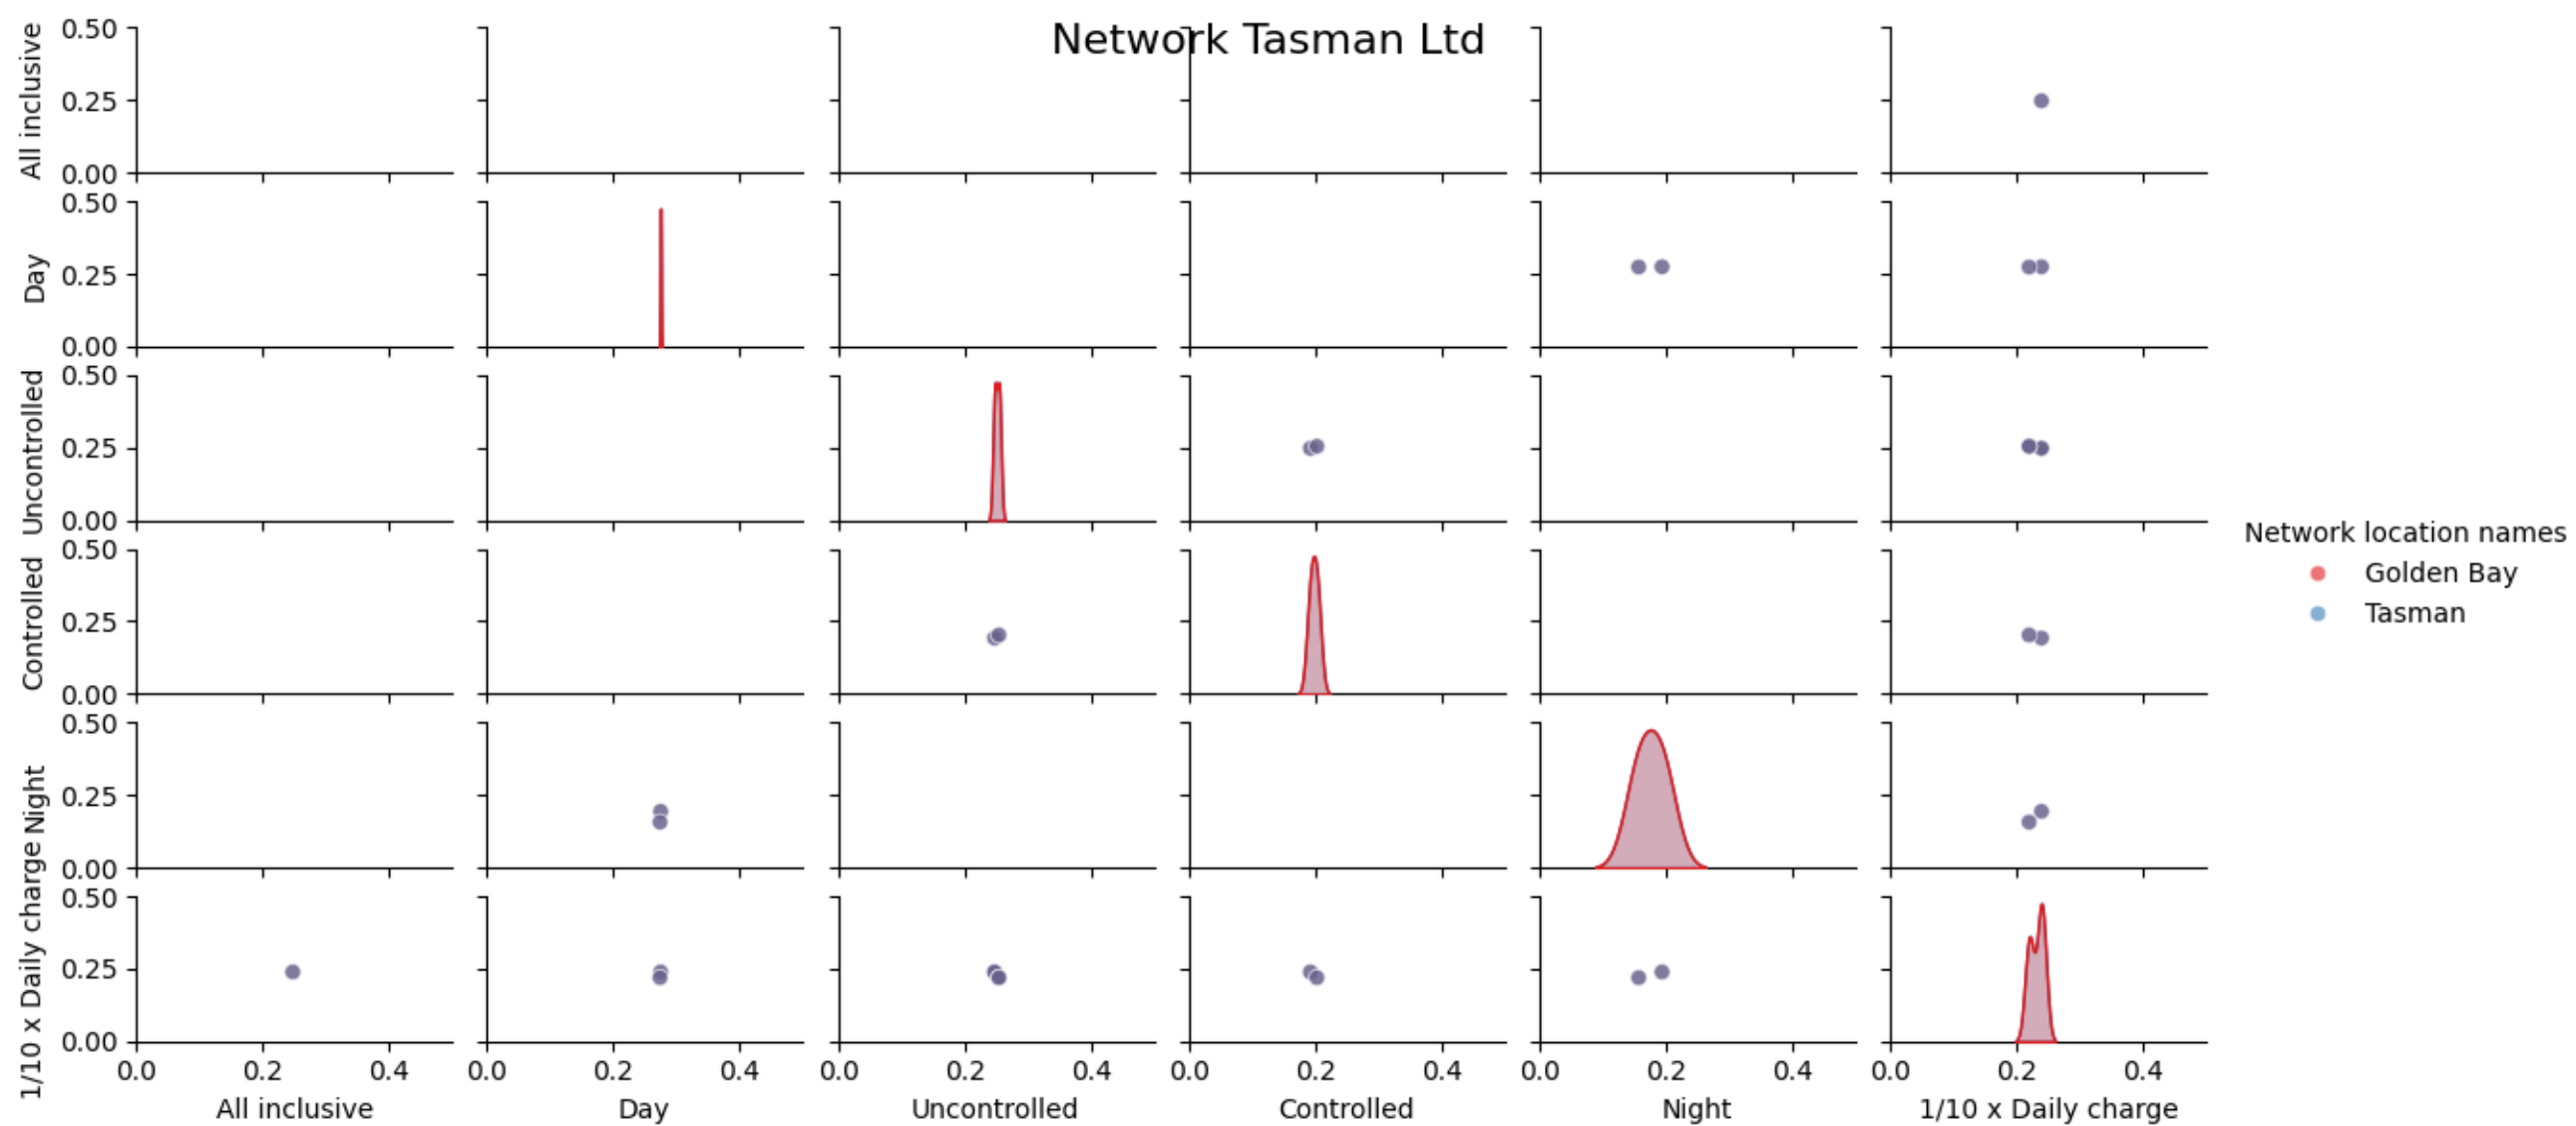 Network Tasman Ltd
All inclusive
0.50
0.25
0.00
Day
0.50
0.25
0.00
Uncontrolled
0.50
0.25
0.00
Controlled
0.50
0.25
0.00
Night
0.50
0.25
0.00
1/10 x Daily charge
0.50
0.25
0.00
0.0 0.2 0.4 0.0 0.2 0.4 0.0 0.2 0.4 0.0 0.2 0.4 0.0 0.2 0.4 0.0 0.2 0.4
All inclusive Day Uncontrolled Controlled Night 1/10 x Daily charge
Network location names
Golden Bay
Tasman